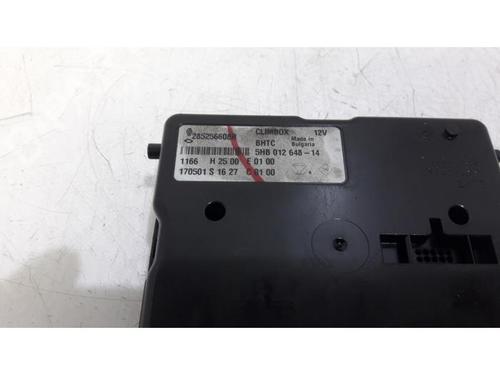 285256608R CLIMBOX 12V
BHTC Made in
Bulgaria
5HB 012 648-14
1166 H 25 00 E 01 00
170501 S 16 27 C 01 00